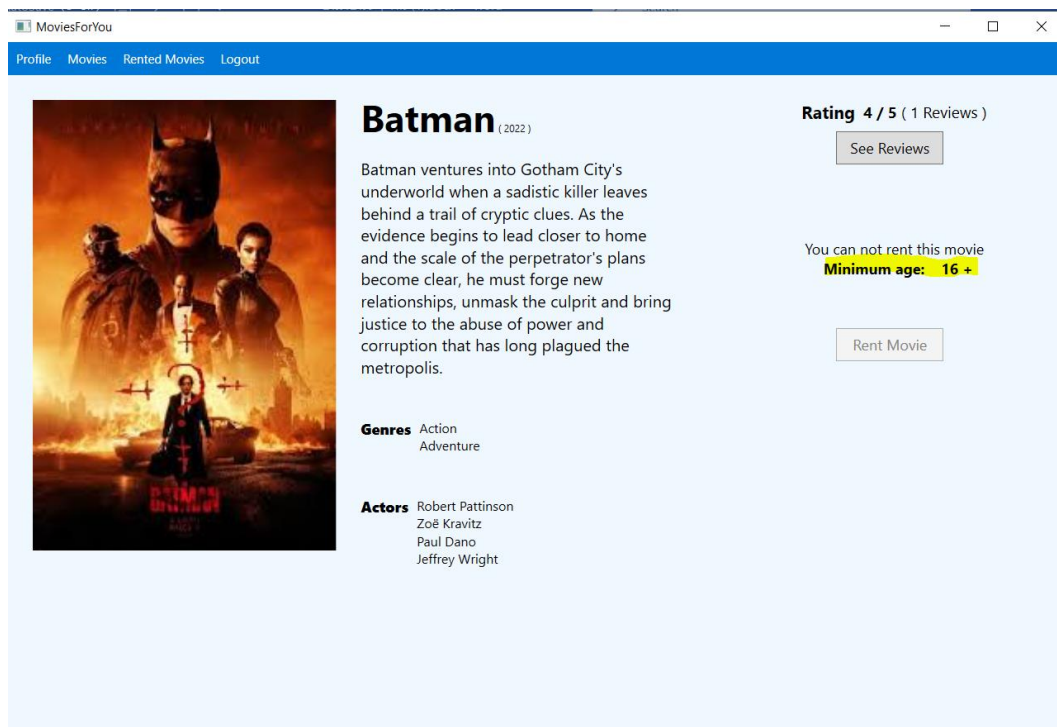 MoviesForYou
Profile Movies Rented Movies Logout
Batman ( 2022 )
Batman ventures into Gotham City's
underworld when a sadistic killer leaves
behind a trail of cryptic clues. As the
evidence begins to lead closer to home
and the scale of the perpetrator's plans
become clear, he must forge new
relationships, unmask the culprit and bring
justice to the abuse of power and
corruption that has long plagued the
metropolis.
Genres Action
Adventure
Actors Robert Pattinson
Zoë Kravitz
Paul Dano
Jeffrey Wright
Rating 4 / 5 ( 1 Reviews )
See Reviews
You can not rent this movie
Minimum age: 16 +
Rent Movie
BATMAN